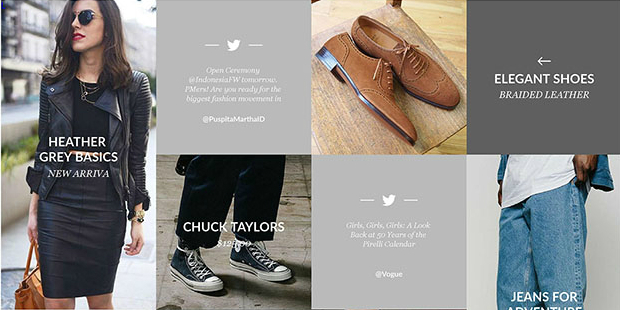 HEATHER
GREY BASICS
NEW ARRIVA
Open Ceremony
@IndonesiaFW tomorrow.
PMers! Are you ready for the
biggest fashion movement in
@PuspitaMarthaID
ELEGANT SHOES
BRAIDED LEATHER
CHUCK TAYLORS
Girls, Girls, Girls: A Look
Back at 50 Years of the
Pirelli Calendar
@Vogue
JEANS FOR
ADVENTURE